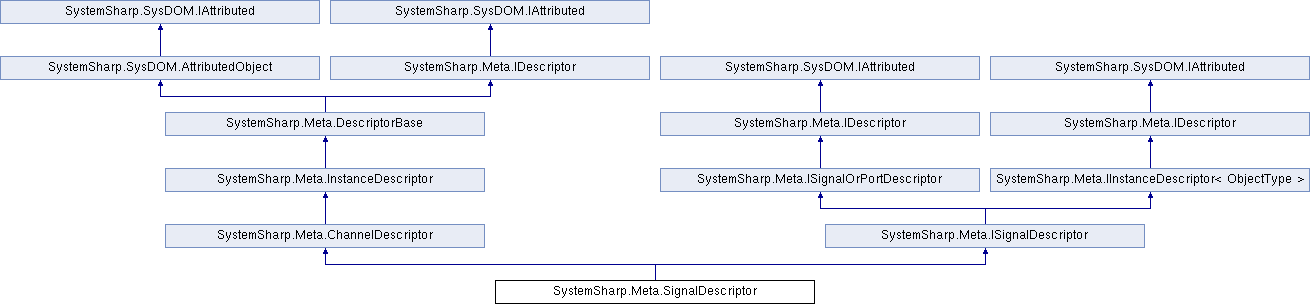 SystemSharp.SysDOM.IAttributed
SystemSharp.SysDOM.IAttributed
SystemSharp.SysDOM.AttributedObject
SystemSharp.Meta.IDescriptor
SystemSharp.SysDOM.IAttributed
SystemSharp.SysDOM.IAttributed
SystemSharp.Meta.DescriptorBase
SystemSharp.Meta.IDescriptor
SystemSharp.Meta.IDescriptor
SystemSharp.Meta.InstanceDescriptor
SystemSharp.Meta.ISignalOrPortDescriptor
SystemSharp.Meta.IInstanceDescriptor< ObjectType >
SystemSharp.Meta.ChannelDescriptor
SystemSharp.Meta.ISignalDescriptor
SystemSharp.Meta.SignalDescriptor